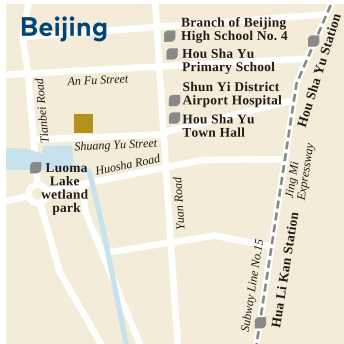 Beijing
Branch of Beijing
High School No. 4
Hou Sha Yu
Primary School
Shun Yi District
Airport Hospital
Hou Sha Yu
Town Hall
Hou Sha Yu Station
An Fu Street
Tianbei Road
Shuang Yu Street
Huosha Road
Luoma
Lake
wetland
park
Yuan Road
Jing Mi
Expressway
Subway Line No.15
Hua Li Kan Station